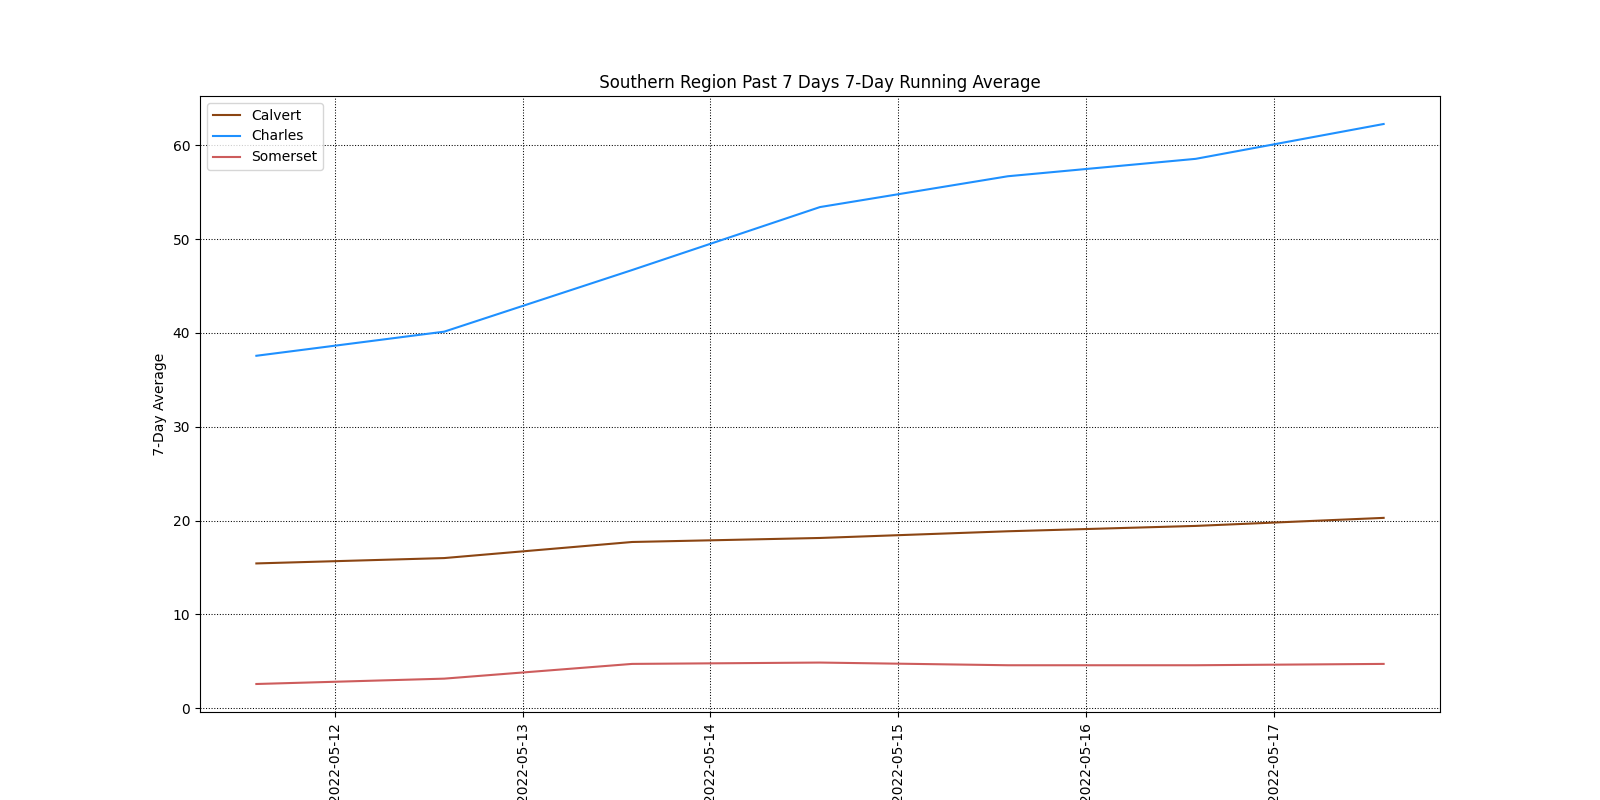 Southern Region Past 7 Days 7-Day Running Average
Calvert
Charles
Somerset
7-Day Average
60
50
40
30
20
10
0
2022-05-12
2022-05-13
2022-05-14
2022-05-15
2022-05-16
2022-05-17